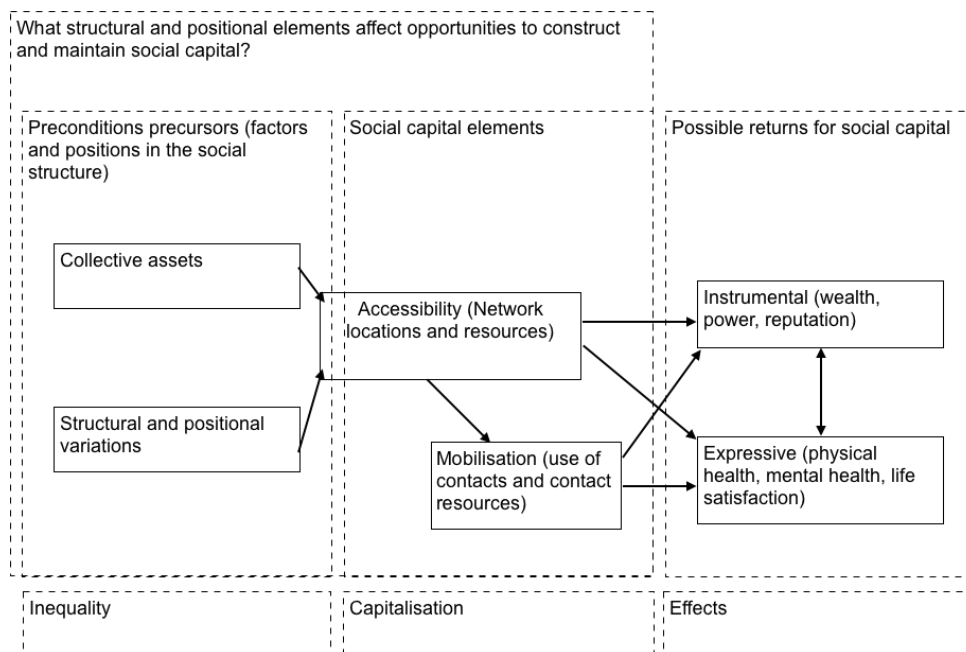 What structural and positional elements affect opportunities to construct
and maintain social capital?
Preconditions precursors (factors
and positions in the social
structure)
Social capital elements
Possible returns for social capital
Collective assets
Accessibility (Network
locations and resources)
Instrumental (wealth,
power, reputation)
Structural and positional
variations
Mobilisation (use of
contacts and contact
resources)
Expressive (physical
health, mental health, life
satisfaction)
Inequality
Capitalisation
Effects